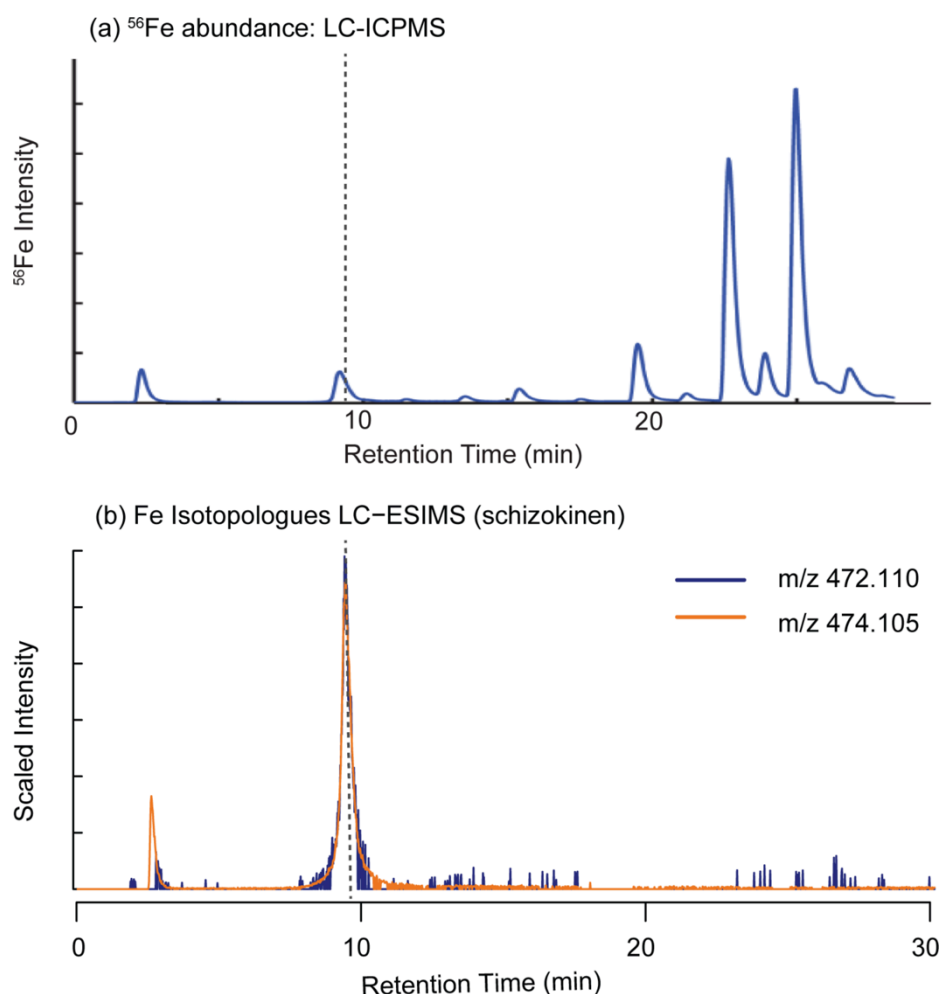 (a) ⁵⁶Fe abundance: LC-ICPMS
⁵⁶Fe Intensity
0 10 20
Retention Time (min)
(b) Fe Isotopologues LC−ESIMS (schizokinen)
m/z 472.110
m/z 474.105
Scaled Intensity
0 10 20 30
Retention Time (min)